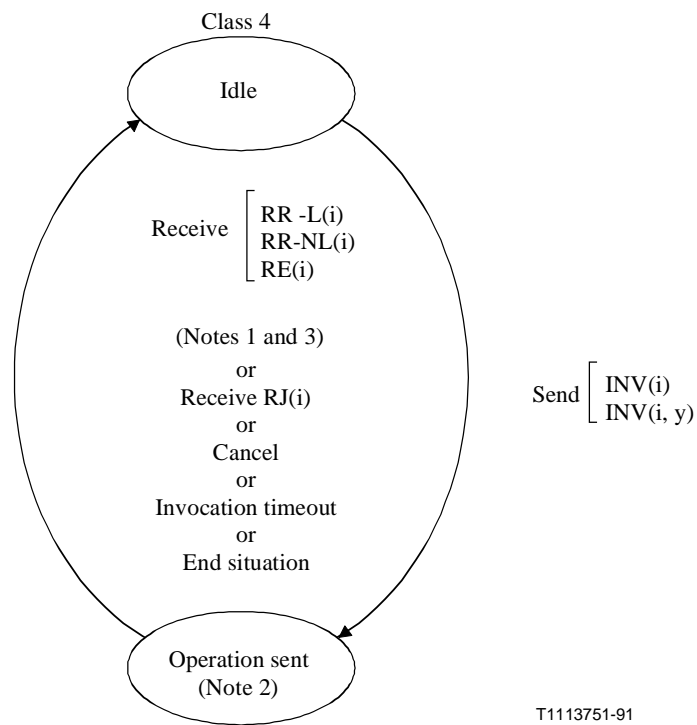 Class 4
Idle
Receive
RR -L(i)
RR-NL(i)
RE(i)
(Notes 1 and 3)
or
Receive RJ(i)
or
Cancel
or
Invocation timeout
or
End situation
Send
INV(i)
INV(i, y)
Operation sent
(Note 2)
T1113751-91